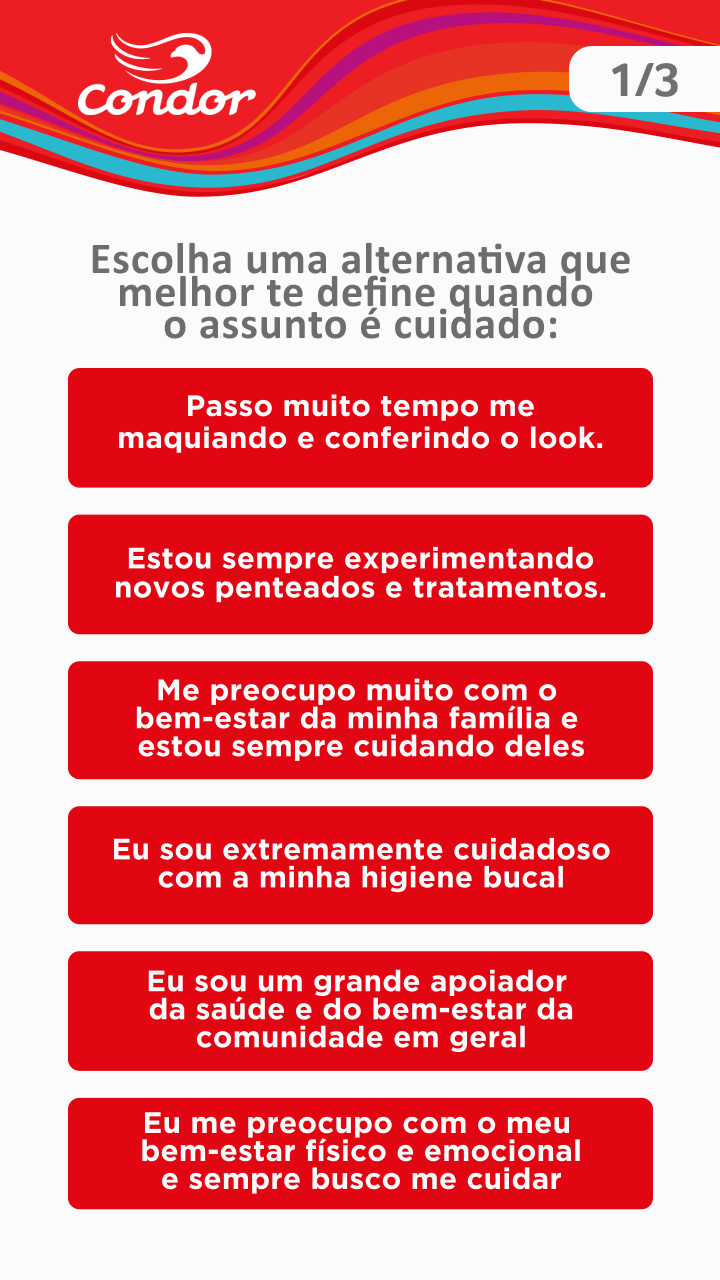 Condor
1/3
Escolha uma alternativa que
melhor te define quando
o assunto é cuidado:
Passo muito tempo me
maquiando e conferindo o look.
Estou sempre experimentando
novos penteados e tratamentos.
Me preocupo muito com o
bem-estar da minha família e
estou sempre cuidando deles
Eu sou extremamente cuidadoso
com a minha higiene bucal
Eu sou um grande apoiador
da saúde e do bem-estar da
comunidade em geral
Eu me preocupo com o meu
bem-estar físico e emocional
e sempre busco me cuidar